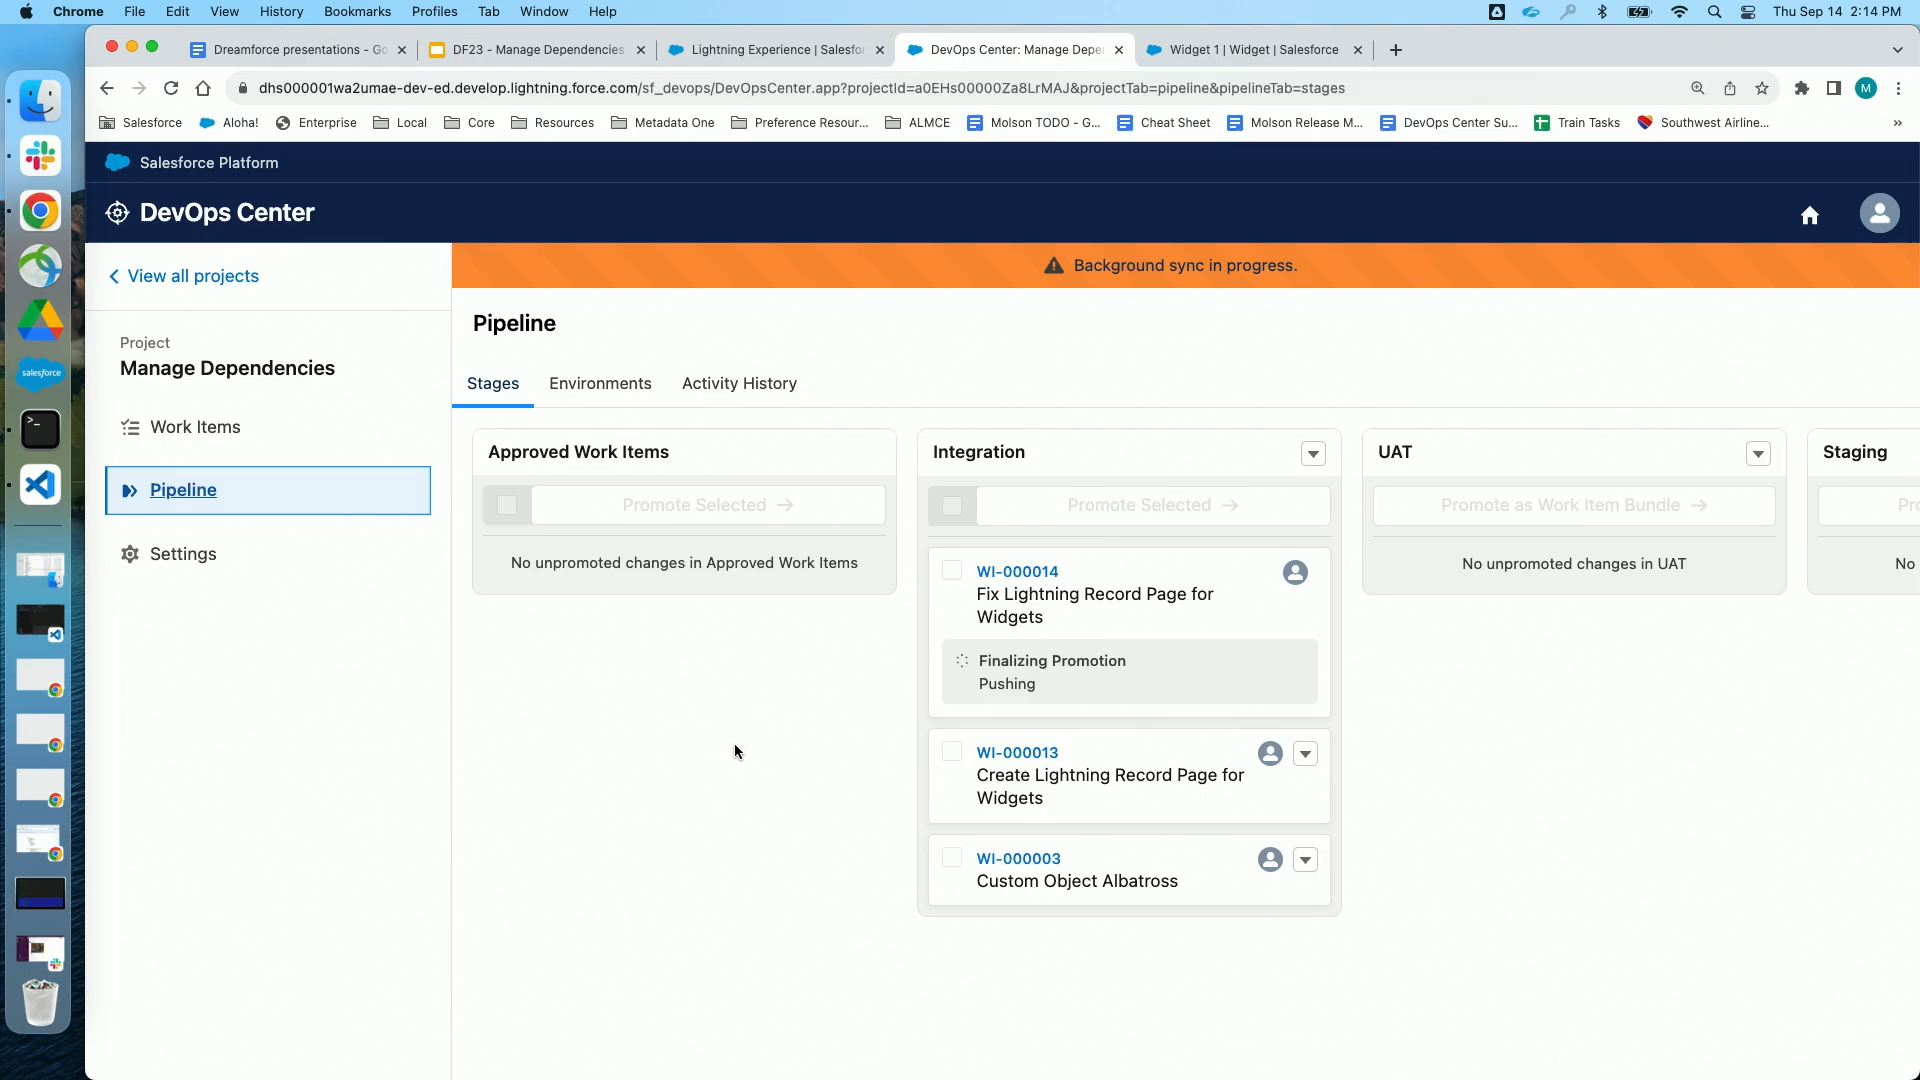 Chrome File Edit View History Bookmarks Profiles Tab Window Help Thu Sep 14 2:14 PM
Dreamforce presentations - Go DF23 - Manage Dependencies Lightning Experience | Salesfor DevOps Center: Manage Depe Widget 1 | Widget | Salesforce
dhs000001wa2umae-dev-ed.develop.lightning.force.com/sf_devops/DevOpsCenter.app?projectId=a0EHs00000Za8LrMAJ&projectTab=pipeline&pipelineTab=stages M
Salesforce Aloha! Enterprise Local Core Resources Metadata One Preference Resour... ALMCE Molson TODO - G... Cheat Sheet Molson Release M... DevOps Center Su... Train Tasks Southwest Airline... »
Salesforce Platform
DevOps Center
View all projects
Background sync in progress.
Project
Manage Dependencies
Work Items
Pipeline
Settings
Pipeline
Stages Environments Activity History
Approved Work Items
Promote Selected
No unpromoted changes in Approved Work Items
Integration
Promote Selected
WI-000014
Fix Lightning Record Page for
Widgets
Finalizing Promotion
Pushing
WI-000013
Create Lightning Record Page for
Widgets
WI-000003
Custom Object Albatross
UAT
Promote as Work Item Bundle
No unpromoted changes in UAT
Staging
Pro
No
salesforce